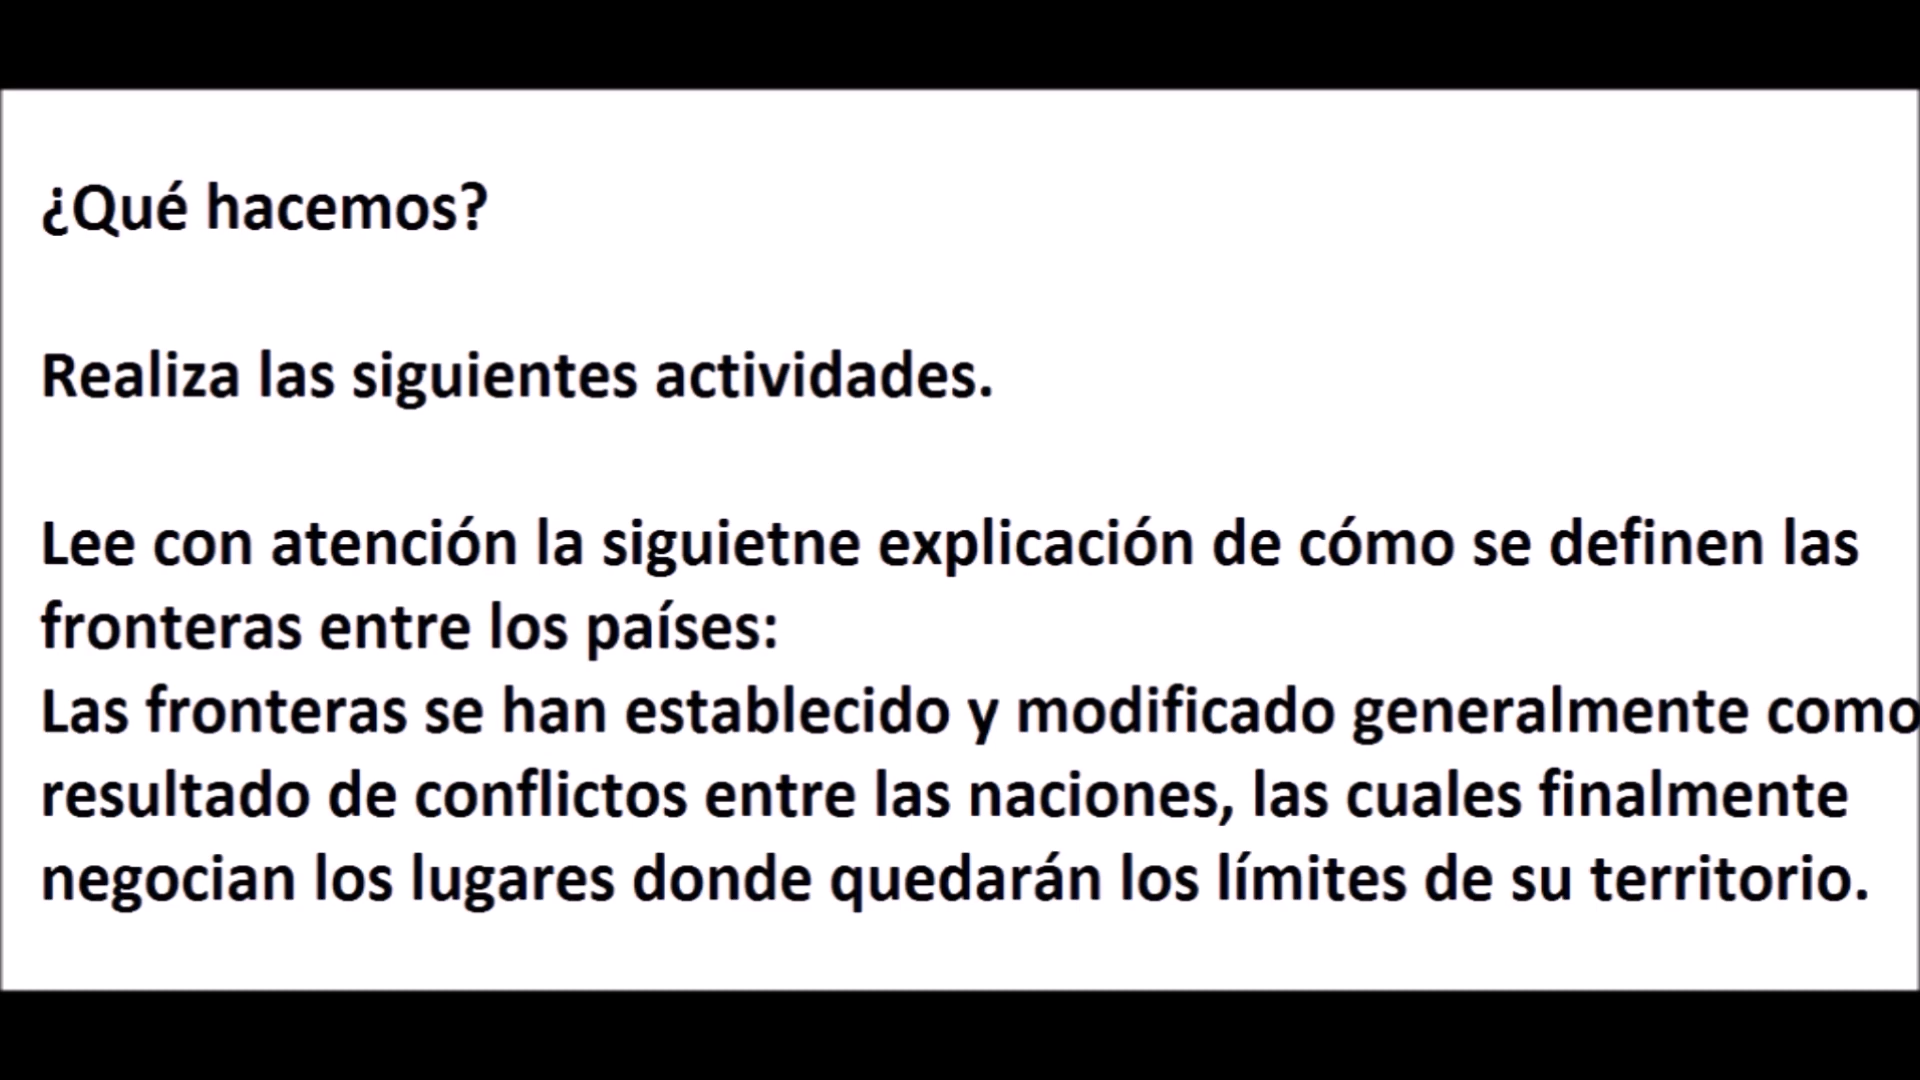 ¿Qué hacemos?
Realiza las siguientes actividades.
Lee con atención la siguietne explicación de cómo se definen las
fronteras entre los países:
Las fronteras se han establecido y modificado generalmente como
resultado de conflictos entre las naciones, las cuales finalmente
negocian los lugares donde quedarán los límites de su territorio.